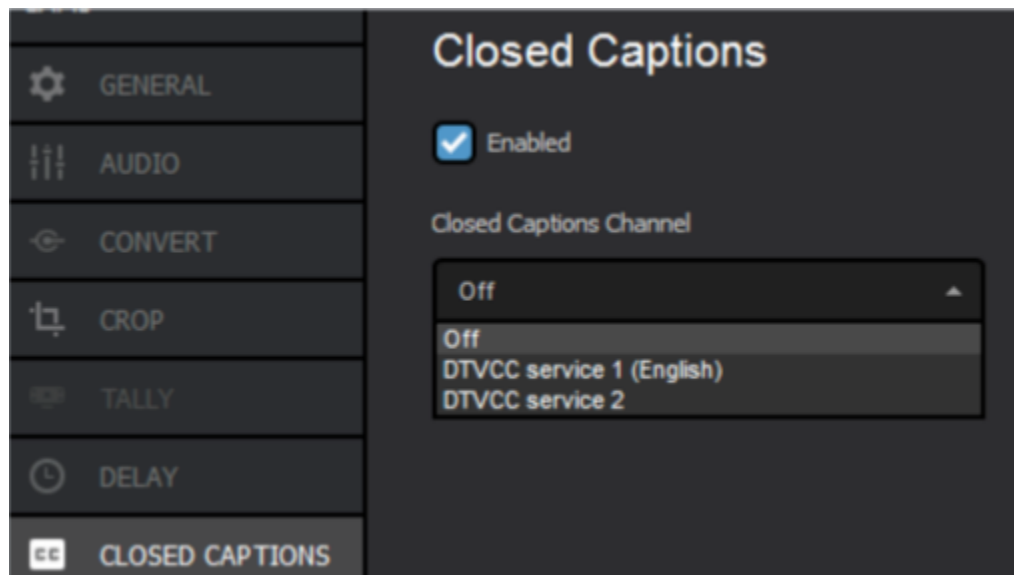 GENERAL
AUDIO
CONVERT
CROP
TALLY
DELAY
CLOSED CAPTIONS
Closed Captions
Enabled
Closed Captions Channel
Off
Off
DTVCC service 1 (English)
DTVCC service 2